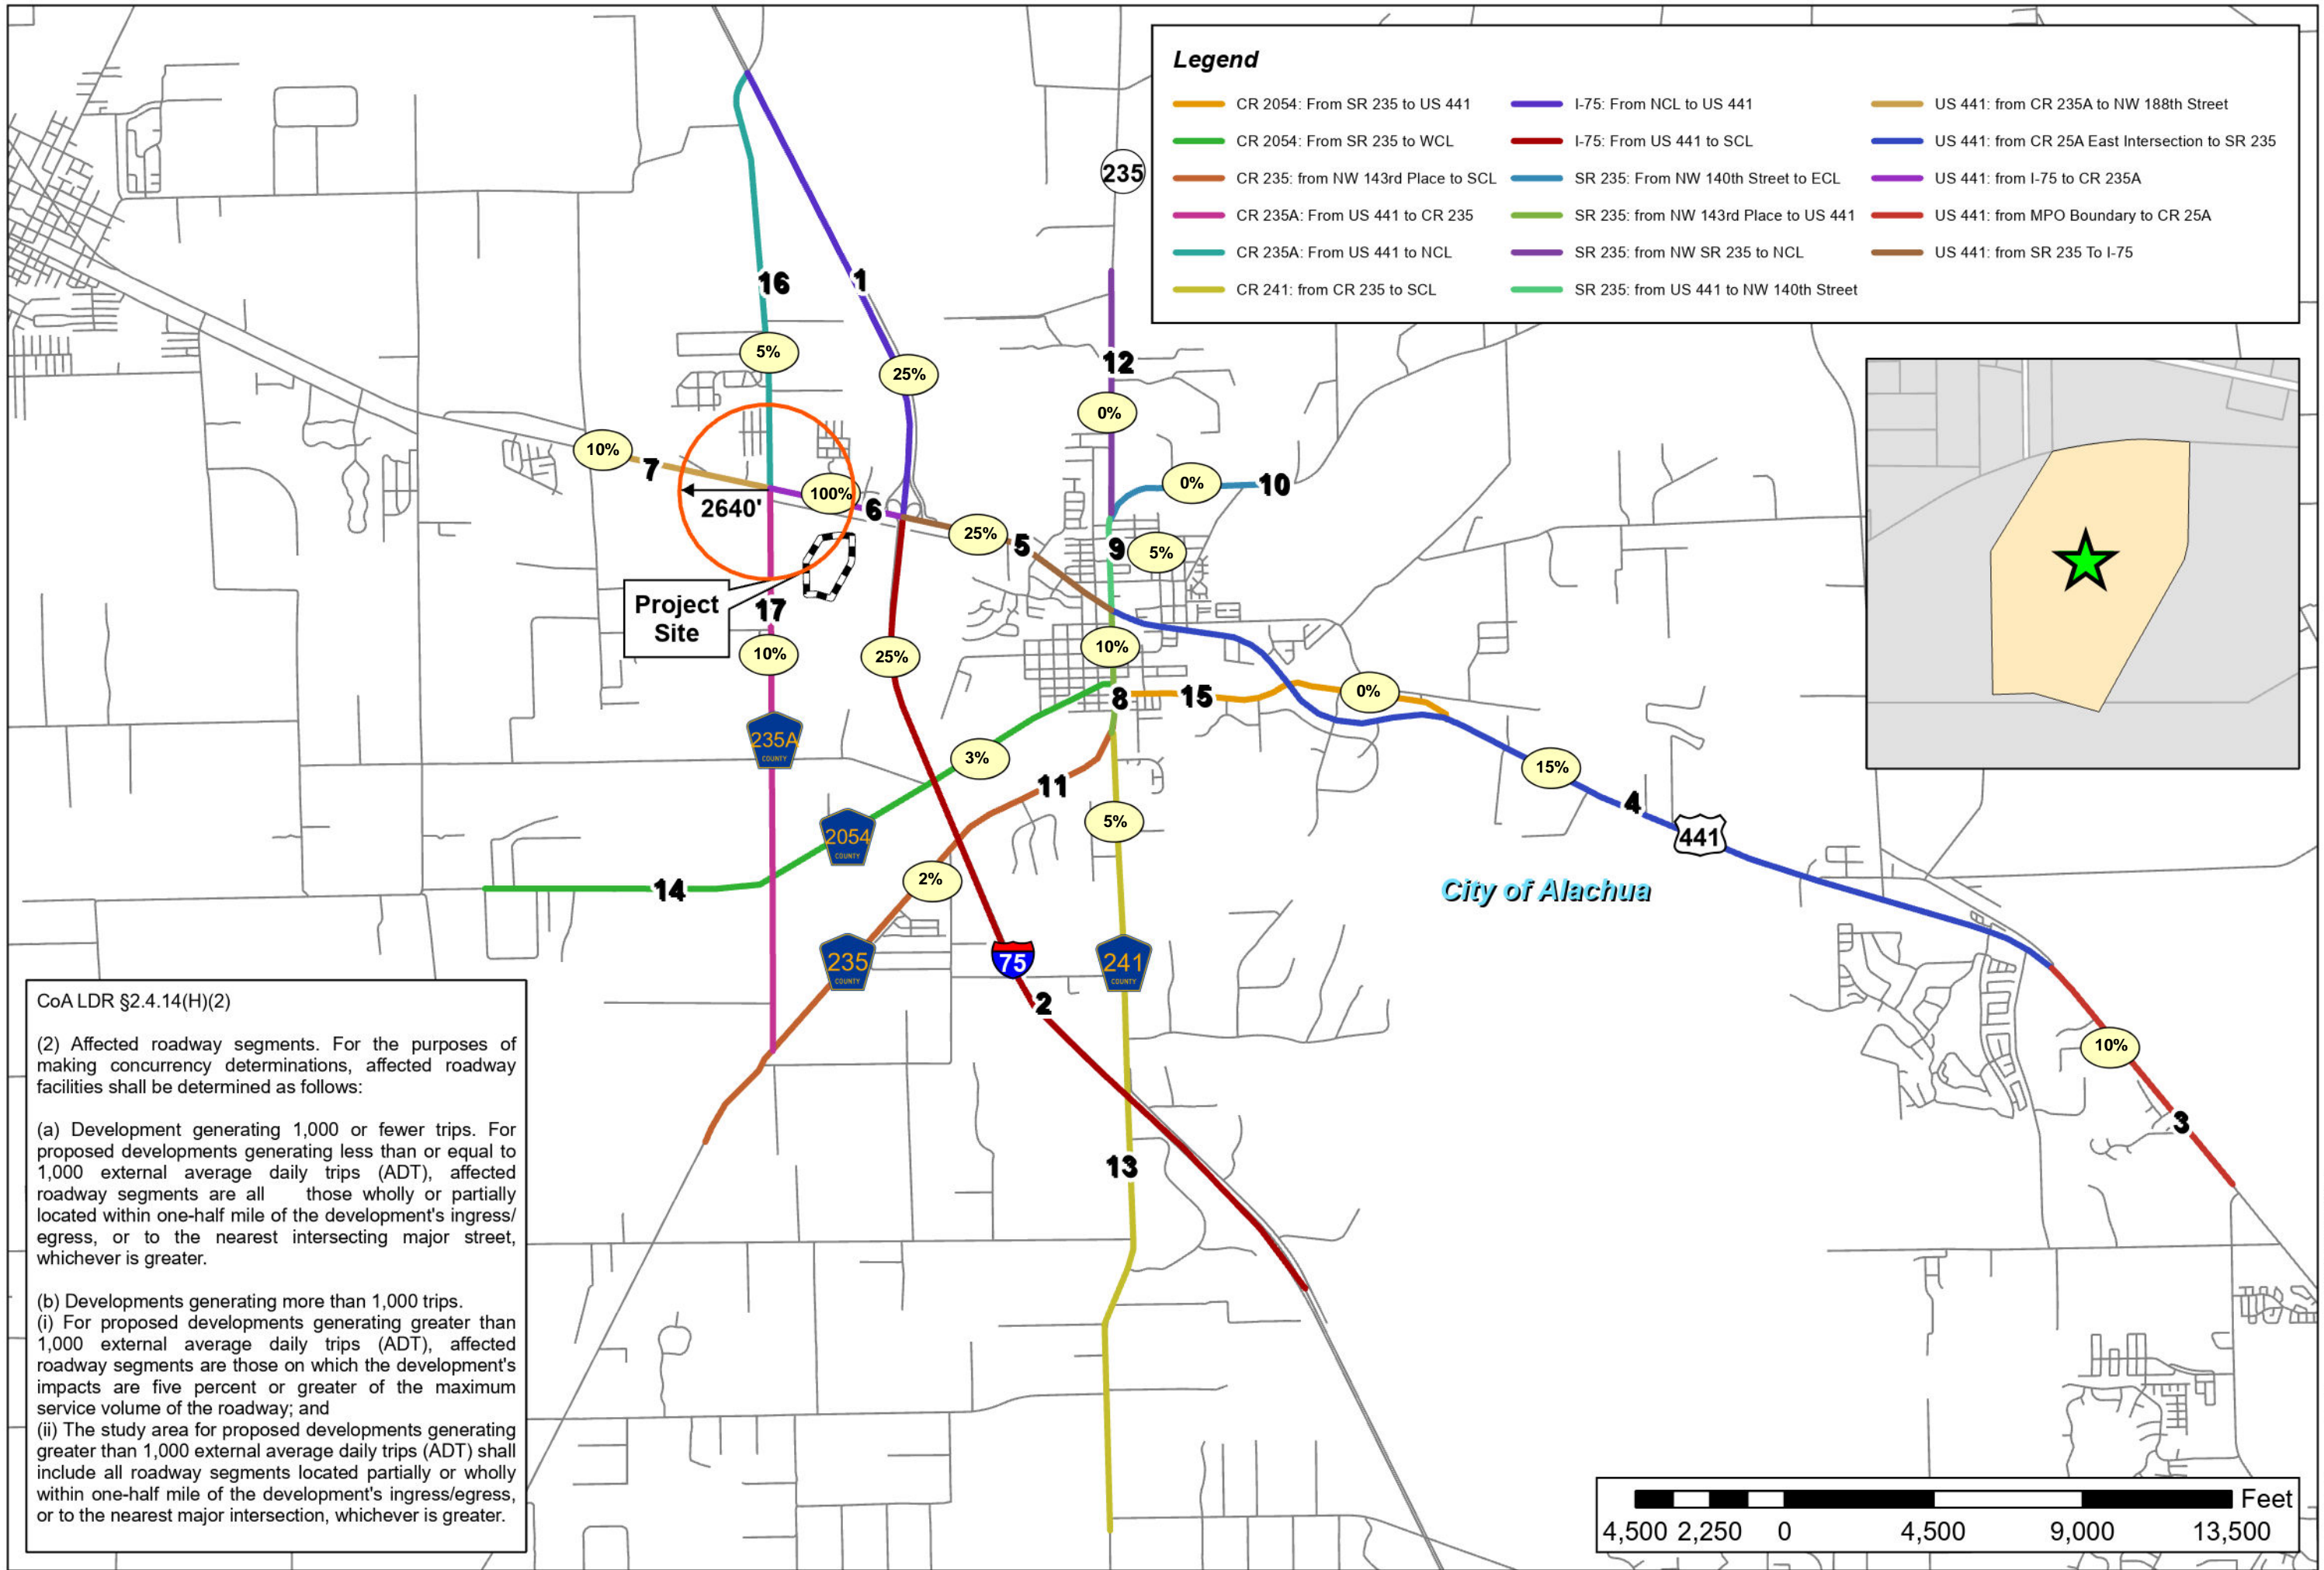 Legend
CR 2054: From SR 235 to US 441
CR 2054: From SR 235 to WCL
CR 235: from NW 143rd Place to SCL
CR 235A: From US 441 to CR 235
CR 235A: From US 441 to NCL
CR 241: from CR 235 to SCL
I-75: From NCL to US 441
I-75: From US 441 to SCL
SR 235: From NW 140th Street to ECL
SR 235: from NW 143rd Place to US 441
SR 235: from NW SR 235 to NCL
SR 235: from US 441 to NW 140th Street
US 441: from CR 235A to NW 188th Street
US 441: from CR 25A East Intersection to SR 235
US 441: from I-75 to CR 235A
US 441: from MPO Boundary to CR 25A
US 441: from SR 235 To I-75
235
16
1
5%
25%
12
0%
10%
7
100%
6
2640'
25%
5
0%
10
9
5%
Project
Site
17
10%
25%
10%
8
15
0%
235A
COUNTY
3%
11
15%
4
441
2054
COUNTY
5%
2%
14
City of Alachua
235
COUNTY
75
241
COUNTY
2
10%
3
13
CoA LDR §2.4.14(H)(2)
(2) Affected roadway segments. For the purposes of
making concurrency determinations, affected roadway
facilities shall be determined as follows:
(a) Development generating 1,000 or fewer trips. For
proposed developments generating less than or equal to
1,000 external average daily trips (ADT), affected
roadway segments are all those wholly or partially
located within one-half mile of the development's ingress/
egress, or to the nearest intersecting major street,
whichever is greater.
(b) Developments generating more than 1,000 trips.
(i) For proposed developments generating greater than
1,000 external average daily trips (ADT), affected
roadway segments are those on which the development's
impacts are five percent or greater of the maximum
service volume of the roadway; and
(ii) The study area for proposed developments generating
greater than 1,000 external average daily trips (ADT) shall
include all roadway segments located partially or wholly
within one-half mile of the development's ingress/egress,
or to the nearest major intersection, whichever is greater.
Feet
4,500 2,250 0 4,500 9,000 13,500